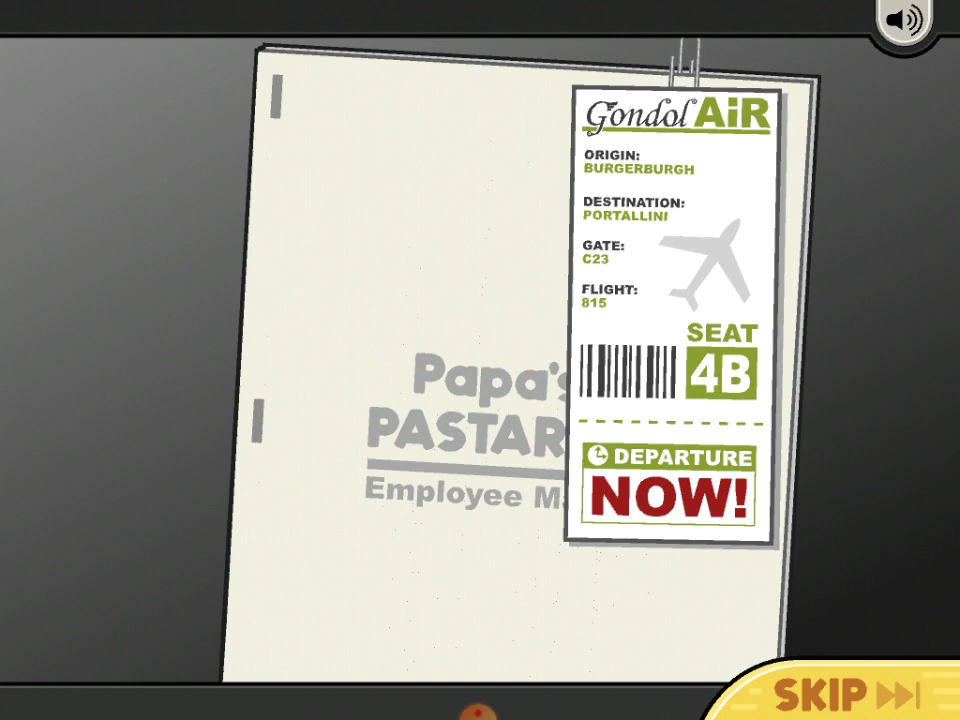 Gondol AiR
ORIGIN:
BURGERBURGH
DESTINATION:
PORTALLINI
GATE:
C23
FLIGHT:
815
SEAT
4B
DEPARTURE
NOW!
Papa's
PASTAR
Employee M
SKIP